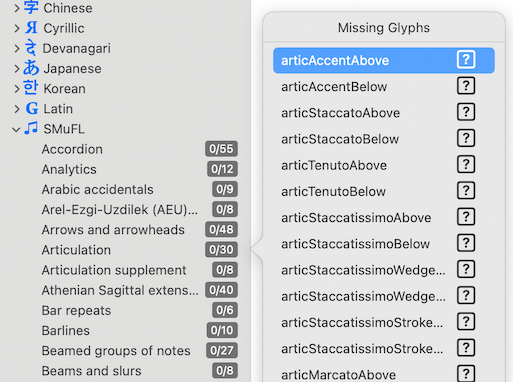 字 Chinese
Я Cyrillic
दे Devanagari
あ Japanese
한 Korean
G Latin
SMuFL
Accordion 0/55
Analytics 0/12
Arabic accidentals 0/9
Arel-Ezgi-Uzdilek (AEU)... 0/8
Arrows and arrowheads 0/48
Articulation 0/30
Articulation supplement 0/8
Athenian Sagittal extens... 0/40
Bar repeats 0/6
Barlines 0/10
Beamed groups of notes 0/27
Beams and slurs 0/8
Missing Glyphs
articAccentAbove ?
articAccentBelow ?
articStaccatoAbove ?
articStaccatoBelow ?
articTenutoAbove ?
articTenutoBelow ?
articStaccatissimoAbove ?
articStaccatissimoBelow ?
articStaccatissimoWedge... ?
articStaccatissimoWedge... ?
articStaccatissimoStroke... ?
articStaccatissimoStroke... ?
articMarcatoAbove ?